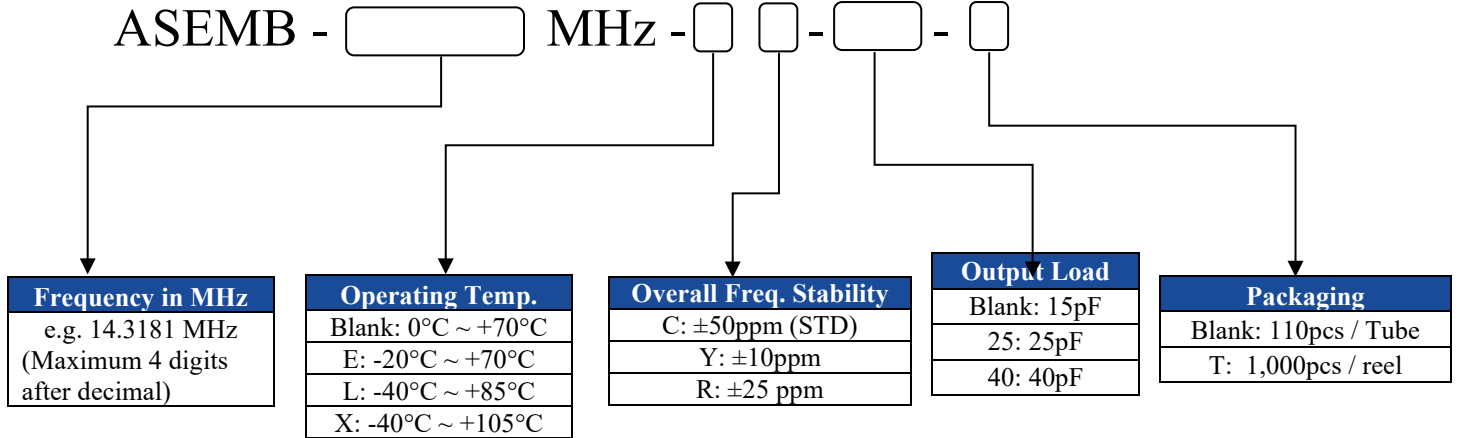 ASEMB - MHz - - -
Frequency in MHz
e.g. 14.3181 MHz
(Maximum 4 digits
after decimal)
Operating Temp.
Blank: 0°C ~ +70°C
E: -20°C ~ +70°C
L: -40°C ~ +85°C
X: -40°C ~ +105°C
Overall Freq. Stability
C: ±50ppm (STD)
Y: ±10ppm
R: ±25 ppm
Output Load
Blank: 15pF
25: 25pF
40: 40pF
Packaging
Blank: 110pcs / Tube
T: 1,000pcs / reel